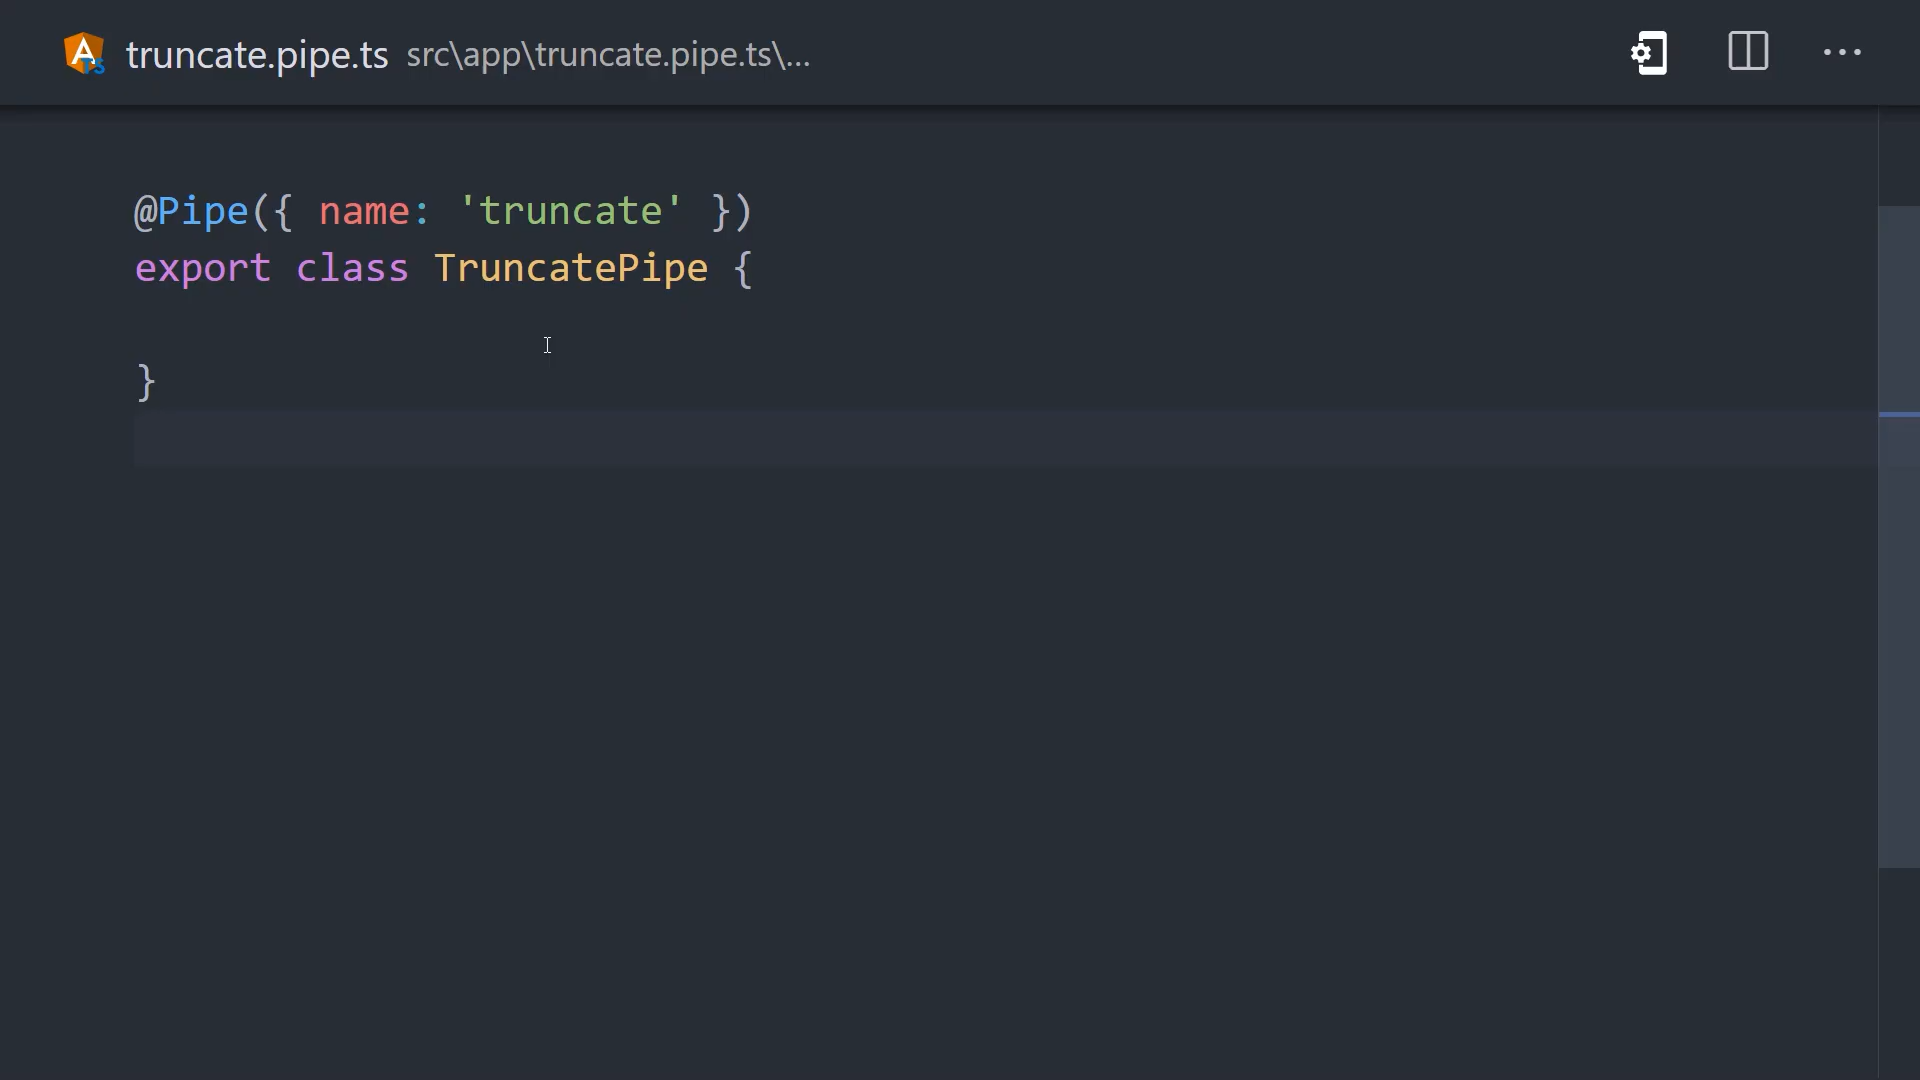 truncate.pipe.ts src\app\truncate.pipe.ts\...
@Pipe({ name: 'truncate' })
export class TruncatePipe {
}